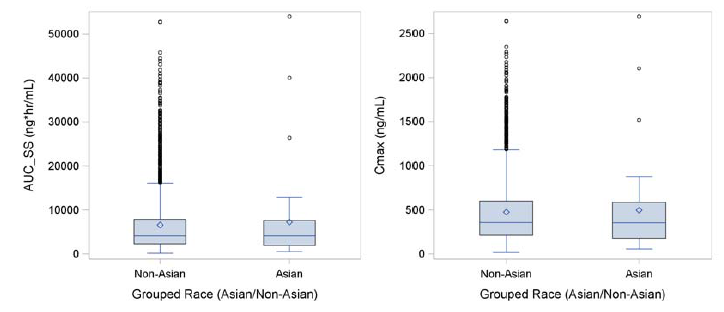 AUC_SS (ng*hr/mL)
50000
40000
30000
20000
10000
0
Non-Asian
Asian
Grouped Race (Asian/Non-Asian)
Cmax (ng/mL)
2500
2000
1500
1000
500
0
Non-Asian
Asian
Grouped Race (Asian/Non-Asian)